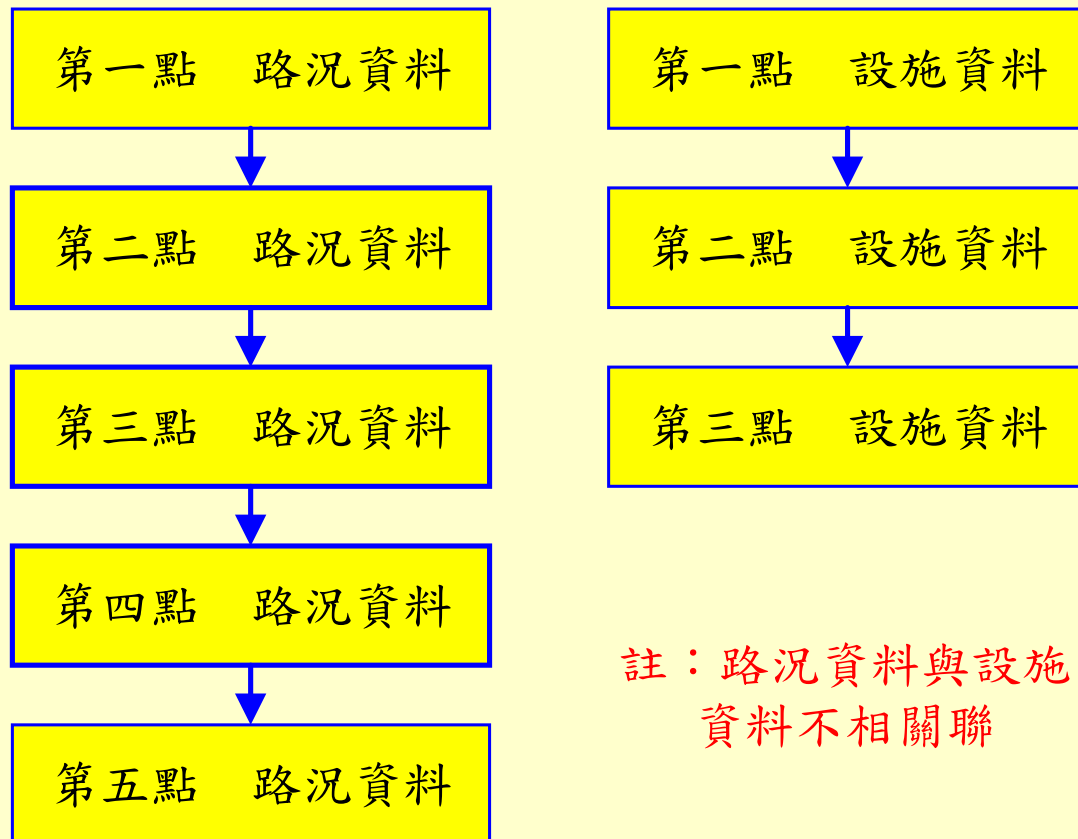 第一點　路況資料
第二點　路況資料
第三點　路況資料
第四點　路況資料
第五點　路況資料
第一點　設施資料
第二點　設施資料
第三點　設施資料
註：路況資料與設施
資料不相關聯